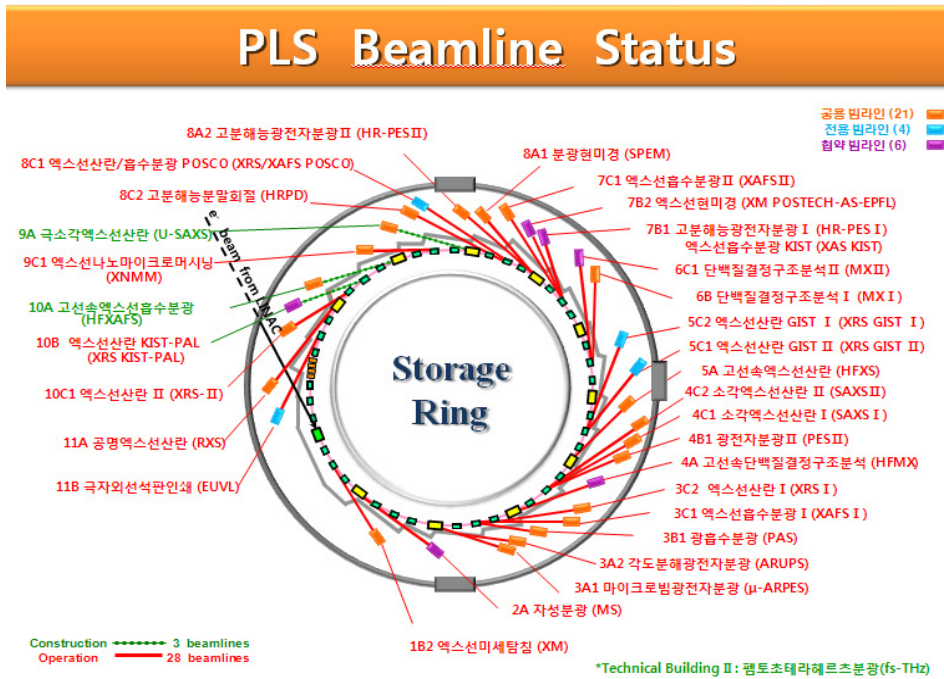 PLS Beamline Status
공용 빔라인 (21)
전용 빔라인 (4)
협약 빔라인 (6)
8A2 고분해능광전자분광Ⅱ (HR-PESⅡ)
8C1 엑스선산란/흡수분광 POSCO (XRS/XAFS POSCO)
8C2 고분해능분말회절 (HRPD)
9A 극소각엑스선산란 (U-SAXS)
9C1 엑스선나노마이크로머시닝
(XNMM)
10A 고선속엑스선흡수분광
(HFXAFS)
10B 엑스선산란 KIST-PAL
(XRS KIST-PAL)
10C1 엑스선산란 Ⅱ (XRS-Ⅱ)
11A 공명엑스선산란 (RXS)
11B 극자외선석판인쇄 (EUVL)
e- beam from LINAC
Storage
Ring
8A1 분광현미경 (SPEM)
7C1 엑스선흡수분광Ⅱ (XAFSⅡ)
7B2 엑스선현미경 (XM POSTECH-AS-EPFL)
7B1 고분해능광전자분광 Ⅰ (HR-PES Ⅰ)
엑스선흡수분광 KIST (XAS KIST)
6C1 단백질결정구조분석Ⅱ (MXⅡ)
6B 단백질결정구조분석 Ⅰ (MX Ⅰ)
5C2 엑스선산란 GIST Ⅰ (XRS GIST Ⅰ)
5C1 엑스선산란 GIST Ⅱ (XRS GIST Ⅱ)
5A 고선속엑스선산란 (HFXS)
4C2 소각엑스선산란 Ⅱ (SAXSⅡ)
4C1 소각엑스선산란 Ⅰ (SAXS Ⅰ)
4B1 광전자분광Ⅱ (PESⅡ)
4A 고선속단백질결정구조분석 (HFMX)
3C2 엑스선산란 Ⅰ (XRS Ⅰ)
3C1 엑스선흡수분광 Ⅰ (XAFS Ⅰ)
3B1 광흡수분광 (PAS)
3A2 각도분해광전자분광 (ARUPS)
3A1 마이크로빔광전자분광 (μ-ARPES)
2A 자성분광 (MS)
1B2 엑스선미세탐침 (XM)
Construction 3 beamlines
Operation 28 beamlines
*Technical Building Ⅱ : 펨토초테라헤르츠분광(fs-THz)